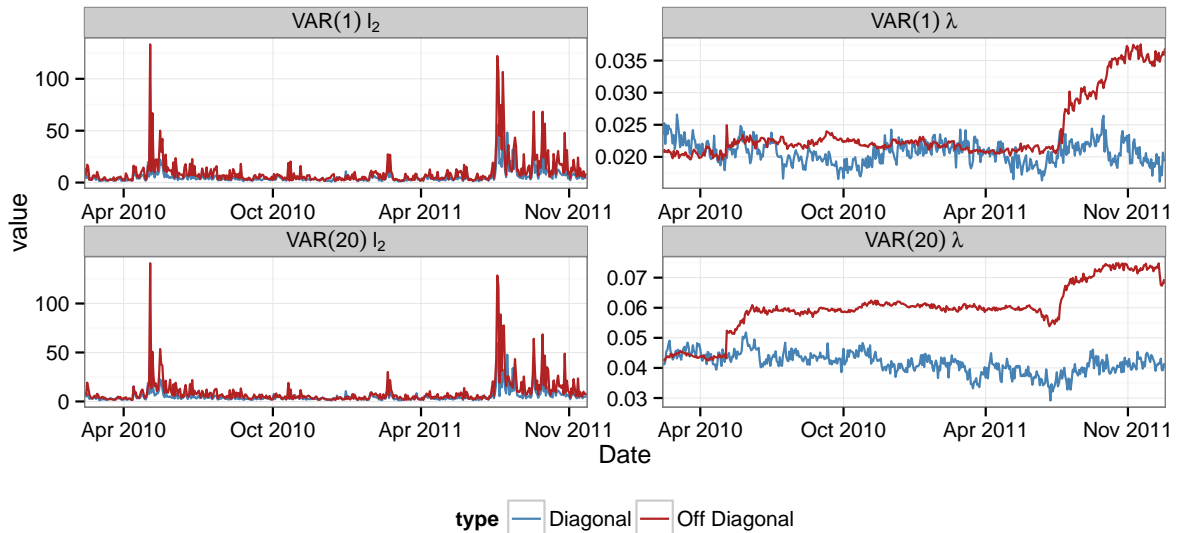 VAR(1) l₂
VAR(1) λ
100
50
0
0.035
0.030
0.025
0.020
Apr 2010 Oct 2010 Apr 2011 Nov 2011
Apr 2010 Oct 2010 Apr 2011 Nov 2011
value
VAR(20) l₂
VAR(20) λ
100
50
0
0.07
0.06
0.05
0.04
0.03
Apr 2010 Oct 2010 Apr 2011 Nov 2011
Apr 2010 Oct 2010 Apr 2011 Nov 2011
Date
type Diagonal Off Diagonal